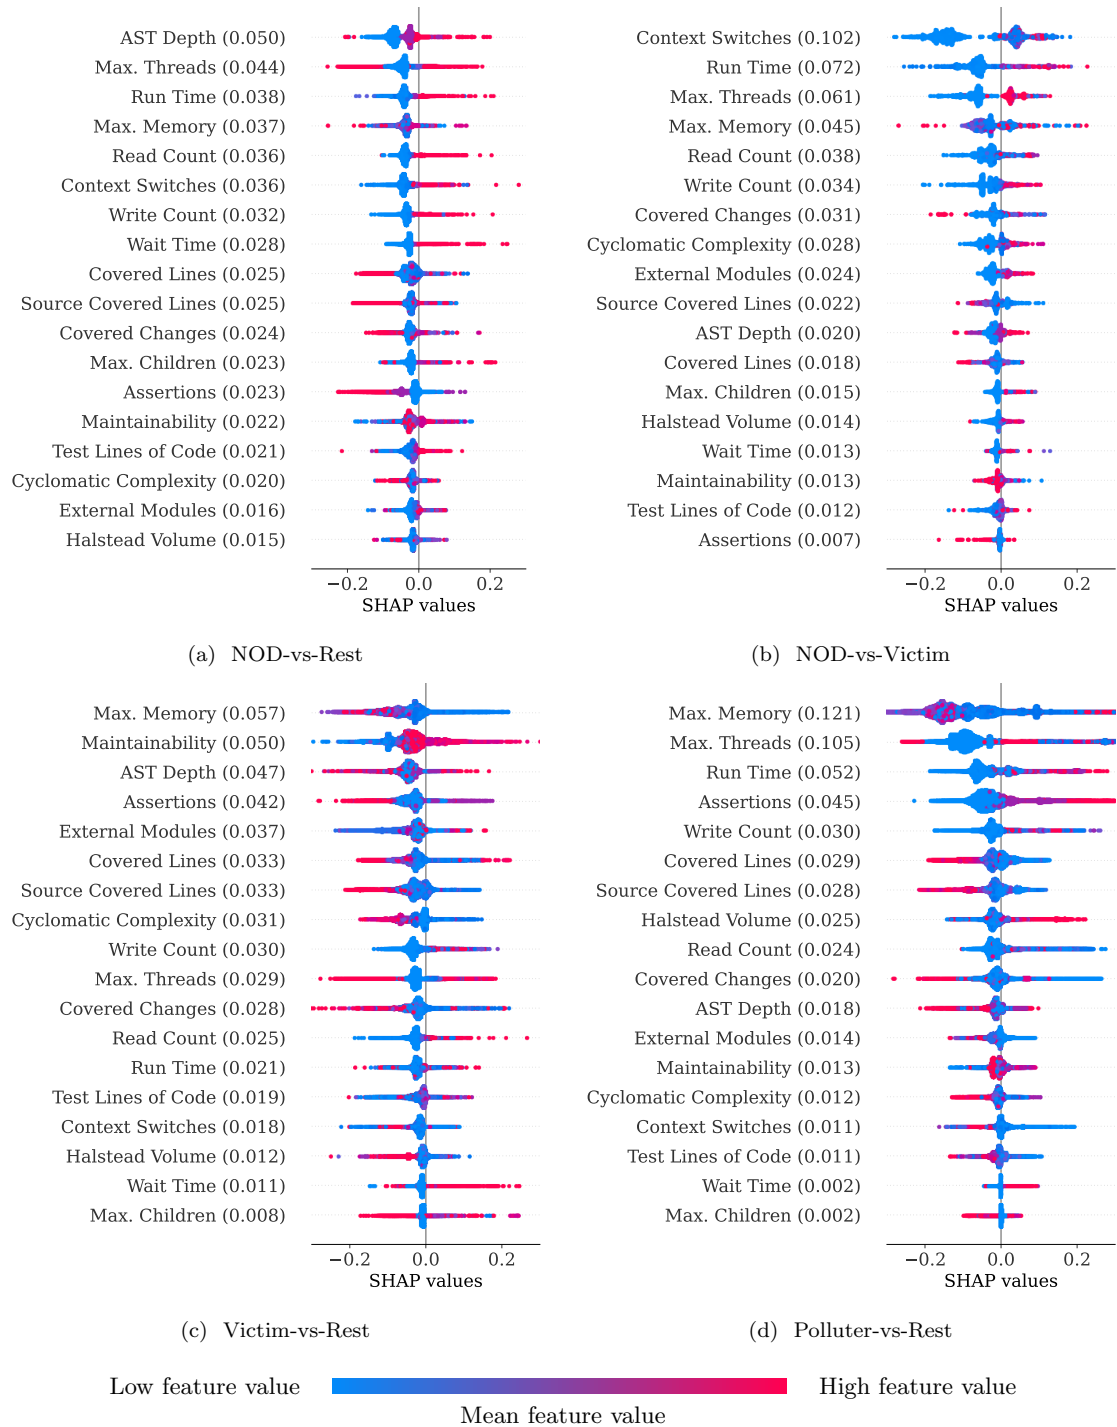 AST Depth (0.050)
Max. Threads (0.044)
Run Time (0.038)
Max. Memory (0.037)
Read Count (0.036)
Context Switches (0.036)
Write Count (0.032)
Wait Time (0.028)
Covered Lines (0.025)
Source Covered Lines (0.025)
Covered Changes (0.024)
Max. Children (0.023)
Assertions (0.023)
Maintainability (0.022)
Test Lines of Code (0.021)
Cyclomatic Complexity (0.020)
External Modules (0.016)
Halstead Volume (0.015)
−0.2 0.0 0.2
SHAP values
(a) NOD-vs-Rest
Context Switches (0.102)
Run Time (0.072)
Max. Threads (0.061)
Max. Memory (0.045)
Read Count (0.038)
Write Count (0.034)
Covered Changes (0.031)
Cyclomatic Complexity (0.028)
External Modules (0.024)
Source Covered Lines (0.022)
AST Depth (0.020)
Covered Lines (0.018)
Max. Children (0.015)
Halstead Volume (0.014)
Wait Time (0.013)
Maintainability (0.013)
Test Lines of Code (0.012)
Assertions (0.007)
−0.2 0.0 0.2
SHAP values
(b) NOD-vs-Victim
Max. Memory (0.057)
Maintainability (0.050)
AST Depth (0.047)
Assertions (0.042)
External Modules (0.037)
Covered Lines (0.033)
Source Covered Lines (0.033)
Cyclomatic Complexity (0.031)
Write Count (0.030)
Max. Threads (0.029)
Covered Changes (0.028)
Read Count (0.025)
Run Time (0.021)
Test Lines of Code (0.019)
Context Switches (0.018)
Halstead Volume (0.012)
Wait Time (0.011)
Max. Children (0.008)
−0.2 0.0 0.2
SHAP values
(c) Victim-vs-Rest
Max. Memory (0.121)
Max. Threads (0.105)
Run Time (0.052)
Assertions (0.045)
Write Count (0.030)
Covered Lines (0.029)
Source Covered Lines (0.028)
Halstead Volume (0.025)
Read Count (0.024)
Covered Changes (0.020)
AST Depth (0.018)
External Modules (0.014)
Maintainability (0.013)
Cyclomatic Complexity (0.012)
Context Switches (0.011)
Test Lines of Code (0.011)
Wait Time (0.002)
Max. Children (0.002)
−0.2 0.0 0.2
SHAP values
(d) Polluter-vs-Rest
Low feature value
High feature value
Mean feature value